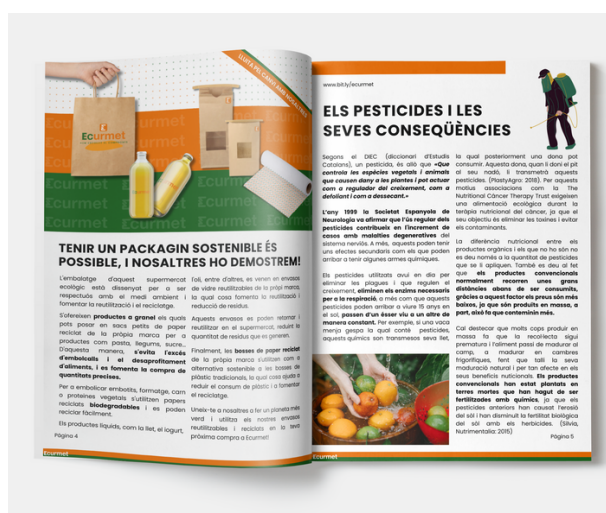 LLUITA PEL CANVI AMB NOSALTRES
Ecurmet
Ecurmet
TENIR UN PACKAGIN SOSTENIBLE ÉS
POSSIBLE, I NOSALTRES HO DEMOSTREM!
L'embalatge d'aquest supermercat
ecològic està dissenyat per a ser
respectuós amb el medi ambient i
fomentar la reutilització i el reciclatge.
S'ofereixen productes a granel els quals
pots posar en sacs petits de paper
reciclat de la pròpia marca per a
productes com pasta, llegums, sucre...
D'aquesta manera, s'evita l'excés
d'embolcalls i el desaprofitament
d'aliments, i es fomenta la compra de
quantitats precises.
Per a embolicar embotits, formatge, carn
o proteïnes vegetals s'utilitzen papers
reciclats biodegradables i es poden
reciclar fàcilment.
Els productes líquids, com la llet, el iogurt,
l'oli, entre d'altres, es venen en envasos
de vidre reutilitzables de la pròpi marca,
la qual cosa fomenta la reutilització i
reducció de residus.
Aquests envasos es poden retornar i
reutilitzar en el supermercat, reduint la
quantitat de residus que es generen.
Finalment, les bosses de paper reciclat
de la pròpia marca s'utilitzen com a
alternativa sostenible a les bosses de
plàstic tradicionals, la qual cosa ajuda a
reduir el consum de plàstic i a fomentar
el reciclatge.
Uneix-te a nosaltres a fer un planeta més
verd i utilitza els nostres envasos
reutilitzables i reciclats en la teva
pròxima compra a Ecurmet!
Pàgina 4
Ecurmet
www.bit.ly/ecurmet
ELS PESTICIDES I LES
SEVES CONSEQÜÈNCIES
Segons el DIEC (diccionari d'Estudis
Catalans), un pesticida, és allò que «Que
controla les espècies vegetals i animals
que causen dany a les plantes i pot actuar
com a regulador del creixement, com a
defoliant i com a dessecant.»
L'any 1999 la Societat Espanyola de
Neurologia va afirmar que l'ús regular dels
pesticides contribueix en l'increment de
casos amb malalties degeneratives del
sistema nerviós. A més, aquests poden tenir
uns efectes secundaris com els que poden
arribar a tenir algunes armes químiques.
Els pesticides utilitzats avui en dia per
eliminar les plagues i que regulen el
creixement, eliminen els enzims necessaris
per a la respiració, a més com que aquests
pesticides poden arribar a viure 15 anys en
el sol, passen d'un ésser viu a un altre de
manera constant. Per exemple, si una vaca
menja gespa la qual conté pesticides,
aquests químics son transmesos seva llet,
la qual posteriorment una dona pot
consumir. Aquesta dona, quan li doni el pit
al seu nadó, li transmetrà aquests
pesticides. (PlastyAgro: 2018). Per aquests
motius associacions com la The
Nutritional Cáncer Therapy Trust exigeixen
una alimentació ecològica durant la
teràpia nutricional del càncer, ja que el
seu objectiu és eliminar les toxines i evitar
els contaminants.
La diferència nutricional entre els
productes orgànics i els que no ho són no
es deu només a la quantitat de pesticides
que se li apliquen. També es deu al fet
que els productes convencionals
normalment recorren unes grans
distàncies abans de ser consumits,
gràcies a aquest factor els preus són més
baixos, ja que són produïts en massa, a
part, això fa que conteminin més.
Cal destacar que molts cops produir en
massa fa que la recol·lecta sigui
prematura i l'aliment passi de madurar al
camp, a madurar en cambres
frigorífiques, fent que talli la seva
maduració natural i per tan afecte en els
seus beneficis nutricionals. Els productes
convencionals han estat plantats en
terres mortes que han hagut de ser
fertilitzades amb químics, ja que els
pesticides anteriors han causat l'erosió
del sòl i han disminuït la fertilitat biològica
del sòl amb els herbicides. (Silvia,
Nutrimentalia: 2015)
Pàgina 5
Ecurmet